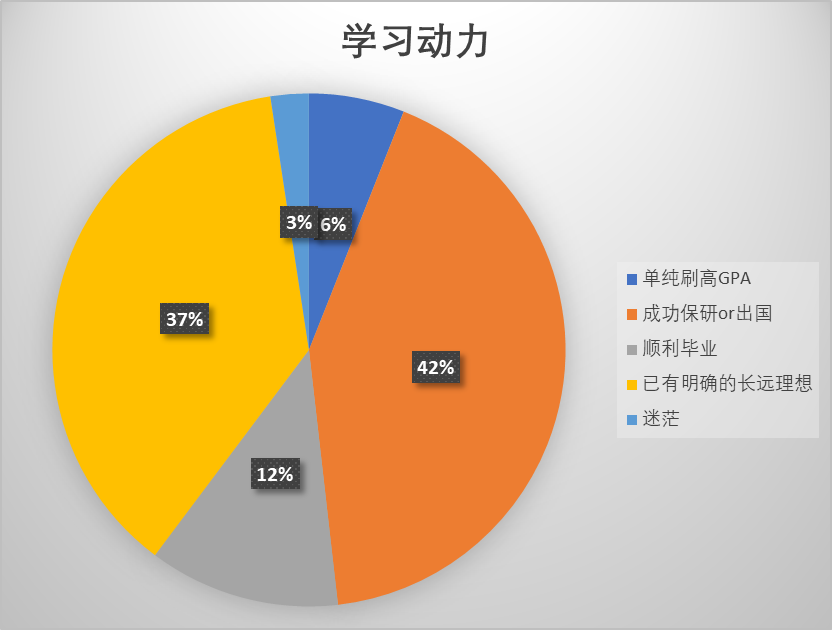 学习动力
3%
6%
37%
42%
12%
单纯刷高GPA
成功保研or出国
顺利毕业
已有明确的长远理想
迷茫